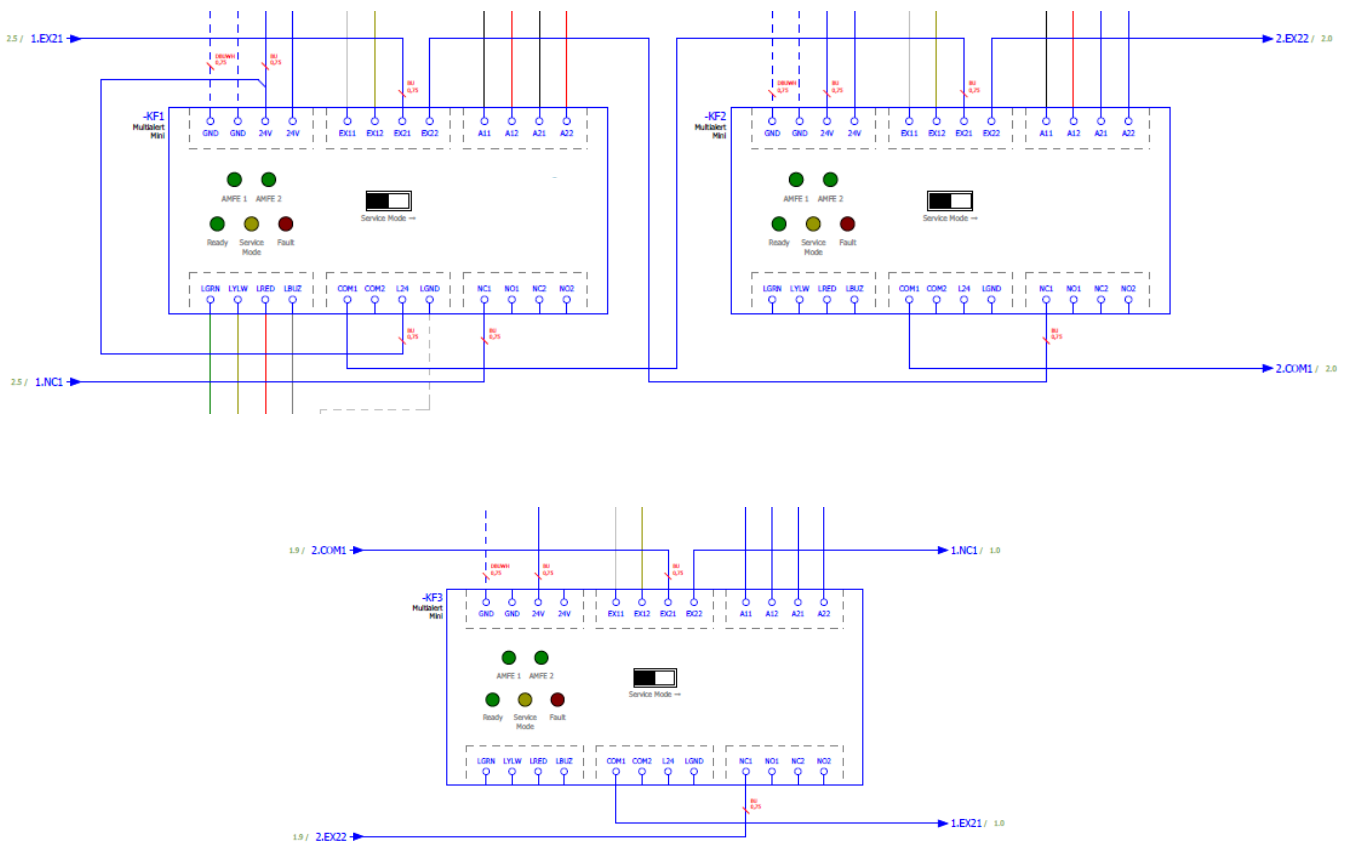 2.5 / 1.EX21
2.EX22 / 2.0
DBUWH
0,75
BU
0,75
BU
0,75
DBUWH
0,75
BU
0,75
BU
0,75
-KF1
Multialert
Mini
GND GND 24V 24V EX11 EX12 EX21 EX22 A11 A12 A21 A22
-KF2
Multialert
Mini
GND GND 24V 24V EX11 EX12 EX21 EX22 A11 A12 A21 A22
AMFE 1 AMFE 2
Service Mode →
Ready Service Mode Fault
AMFE 1 AMFE 2
Service Mode →
Ready Service Mode Fault
LGRN LYLW LRED LBUZ COM1 COM2 L24 LGND NC1 NO1 NC2 NO2
LGRN LYLW LRED LBUZ COM1 COM2 L24 LGND NC1 NO1 NC2 NO2
BU
0,75
BU
0,75
BU
0,75
2.5 / 1.NC1
2.COM1 / 2.0
1.9 / 2.COM1
1.NC1 / 1.0
DBUWH
0,75
BU
0,75
BU
0,75
-KF3
Multialert
Mini
GND GND 24V 24V EX11 EX12 EX21 EX22 A11 A12 A21 A22
AMFE 1 AMFE 2
Service Mode →
Ready Service Mode Fault
LGRN LYLW LRED LBUZ COM1 COM2 L24 LGND NC1 NO1 NC2 NO2
BU
0,75
1.EX21 / 1.0
1.9 / 2.EX22